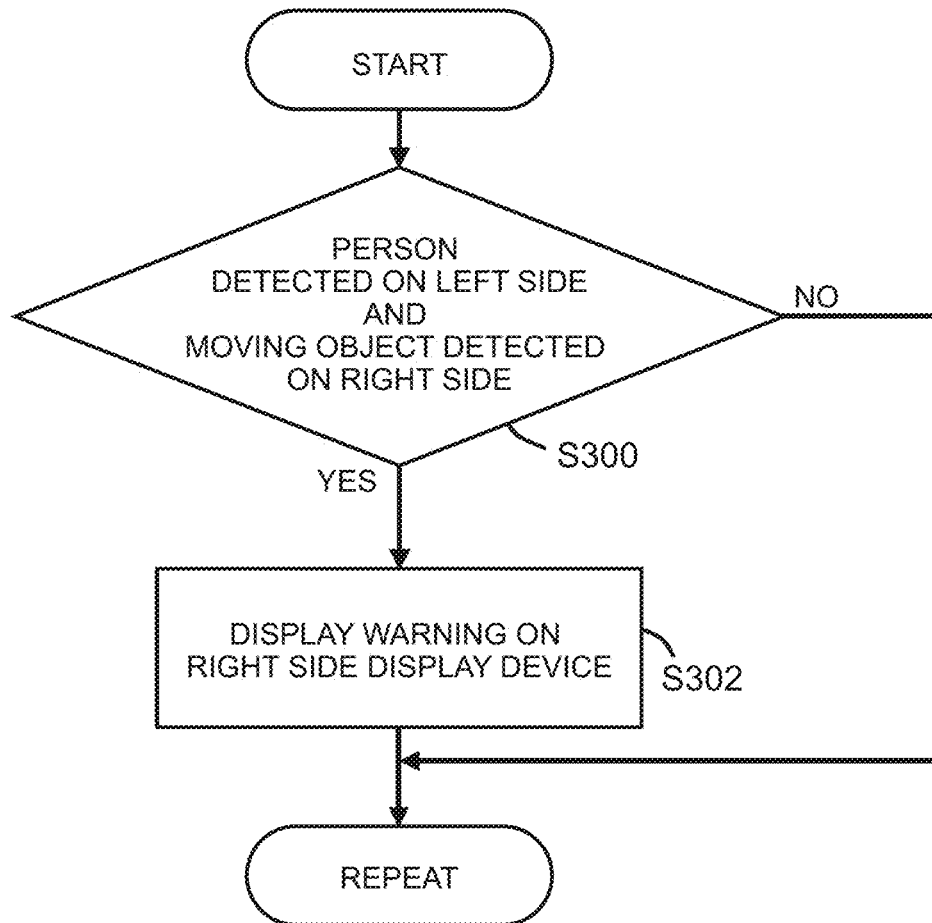 START
PERSON
DETECTED ON LEFT SIDE
AND
MOVING OBJECT DETECTED
ON RIGHT SIDE
NO
S300
YES
DISPLAY WARNING ON
RIGHT SIDE DISPLAY DEVICE
S302
REPEAT